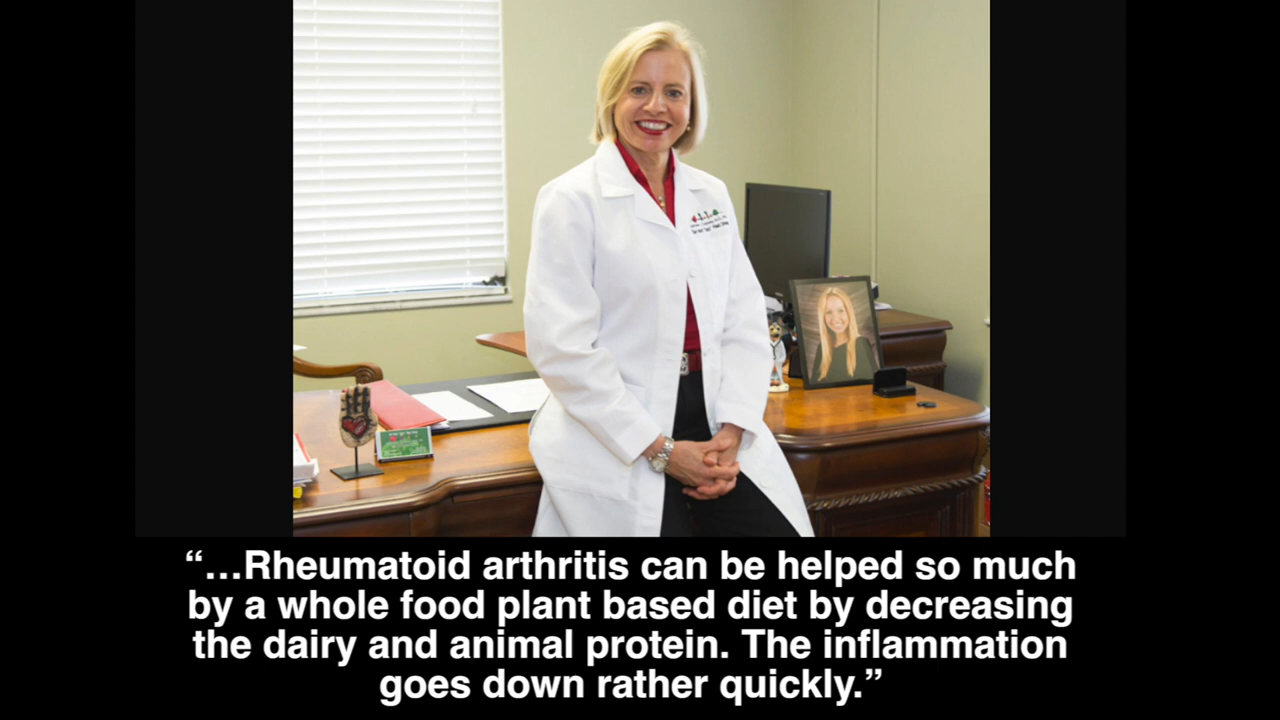 “…Rheumatoid arthritis can be helped so much
by a whole food plant based diet by decreasing
the dairy and animal protein. The inflammation
goes down rather quickly.”